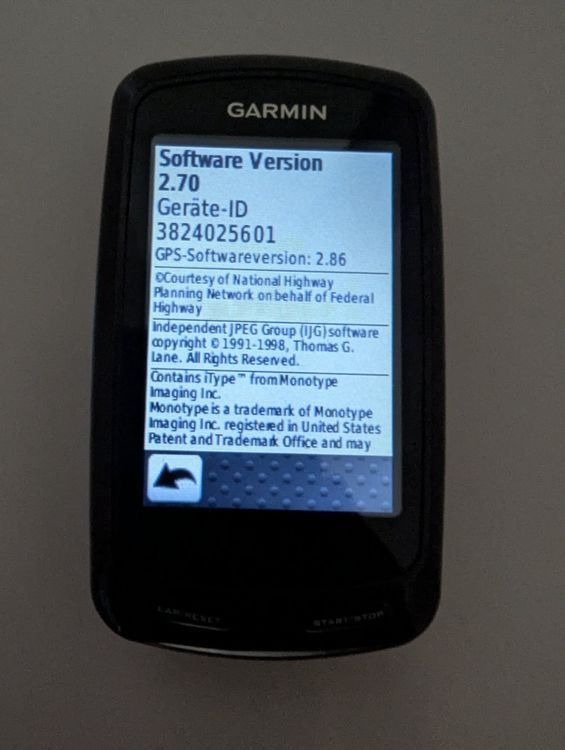 GARMIN
Software Version
2.70
Geräte-ID
3824025601
GPS-Softwareversion: 2.86
©Courtesy of National Highway
Planning Network on behalf of Federal
Highway
Independent JPEG Group (IJG) software
copyright © 1991-1998, Thomas G.
Lane. All Rights Reserved.
Contains iType™ from Monotype
Imaging Inc.
Monotype is a trademark of Monotype
Imaging Inc. registered in United States
Patent and Trademark Office and may
LAP/RESET
START/STOP